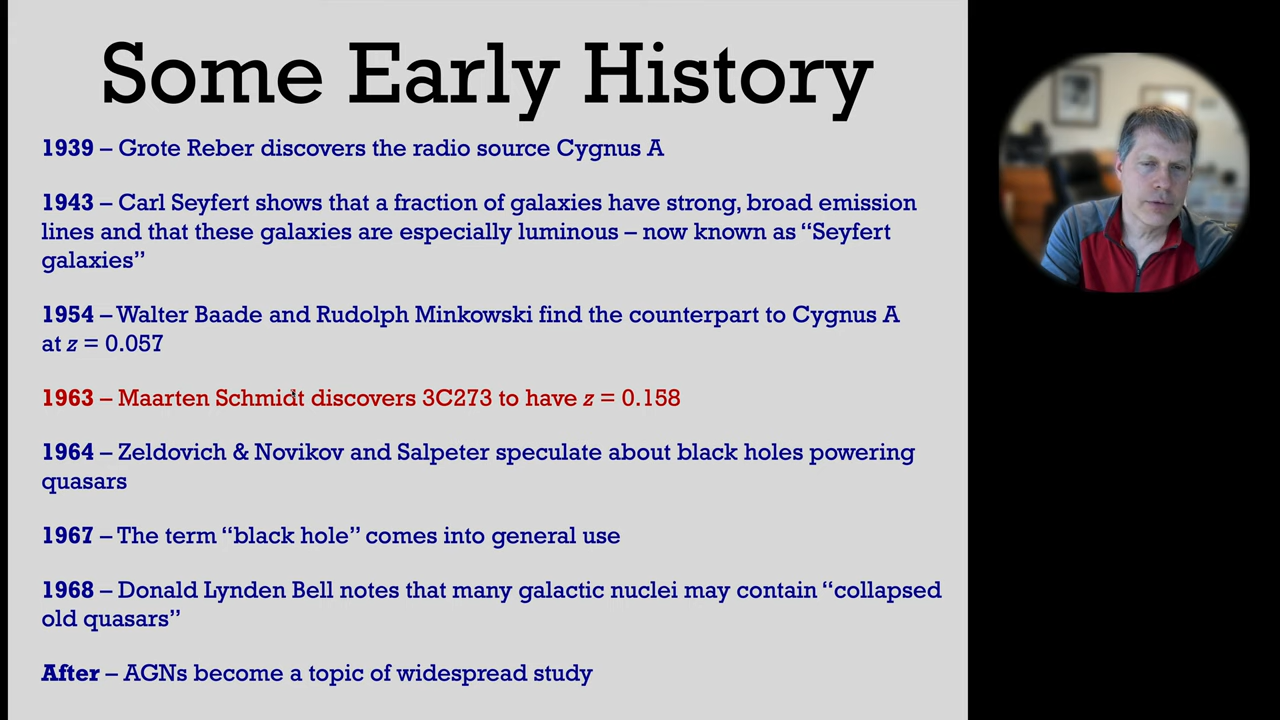 Some Early History
1939 – Grote Reber discovers the radio source Cygnus A
1943 – Carl Seyfert shows that a fraction of galaxies have strong, broad emission
lines and that these galaxies are especially luminous – now known as “Seyfert
galaxies”
1954 – Walter Baade and Rudolph Minkowski find the counterpart to Cygnus A
at z = 0.057
1963 – Maarten Schmidt discovers 3C273 to have z = 0.158
1964 – Zeldovich & Novikov and Salpeter speculate about black holes powering
quasars
1967 – The term “black hole” comes into general use
1968 – Donald Lynden Bell notes that many galactic nuclei may contain “collapsed
old quasars”
After – AGNs become a topic of widespread study